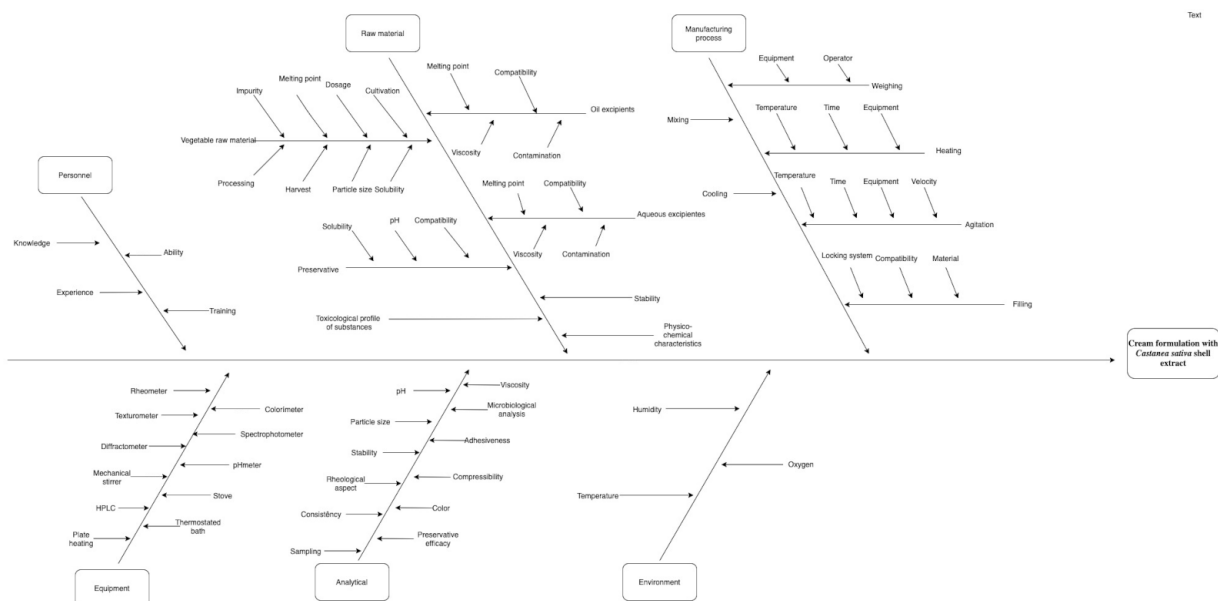 Text
Raw material
Manufacturing process
Melting point
Compatibility
Equipment
Operator
Weighing
Impurity
Melting point
Dosage
Cultivation
Oil excipients
Mixing
Temperature
Time
Equipment
Vegetable raw material
Viscosity
Contamination
Heating
Personnel
Processing
Harvest
Particle size
Solubility
Melting point
Compatibility
Cooling
Temperature
Time
Equipment
Velocity
Aqueous excipientes
Agitation
Solubility
pH
Compatibility
Viscosity
Contamination
Knowledge
Ability
Preservative
Locking system
Compatibility
Material
Experience
Stability
Filling
Training
Toxicological profile
of substances
Physico-
chemical
characteristics
Cream formulation with
Castanea sativa shell
extract
Rheometer
Colorimeter
Texturometer
Spectrophotometer
Diffractometer
pHmeter
Mechanical
stirrer
Stove
HPLC
Thermostated
bath
Plate
heating
Equipment
pH
Viscosity
Microbiological
analysis
Particle size
Adhesiveness
Stability
Compressibility
Rheological
aspect
Color
Consistêncy
Preservative
efficacy
Sampling
Analytical
Humidity
Oxygen
Temperature
Environment